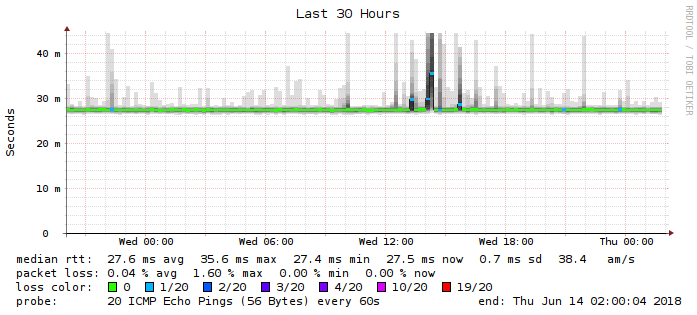 Last 30 Hours
RRDTOOL / TOBI OETIKER
Seconds
40 m
30 m
20 m
10 m
0
Wed 00:00 Wed 06:00 Wed 12:00 Wed 18:00 Thu 00:00
median rtt: 27.6 ms avg 35.6 ms max 27.4 ms min 27.5 ms now 0.7 ms sd 38.4 am/s
packet loss: 0.04 % avg 1.60 % max 0.00 % min 0.00 % now
loss color: 0 1/20 2/20 3/20 4/20 10/20 19/20
probe: 20 ICMP Echo Pings (56 Bytes) every 60s end: Thu Jun 14 02:00:04 2018